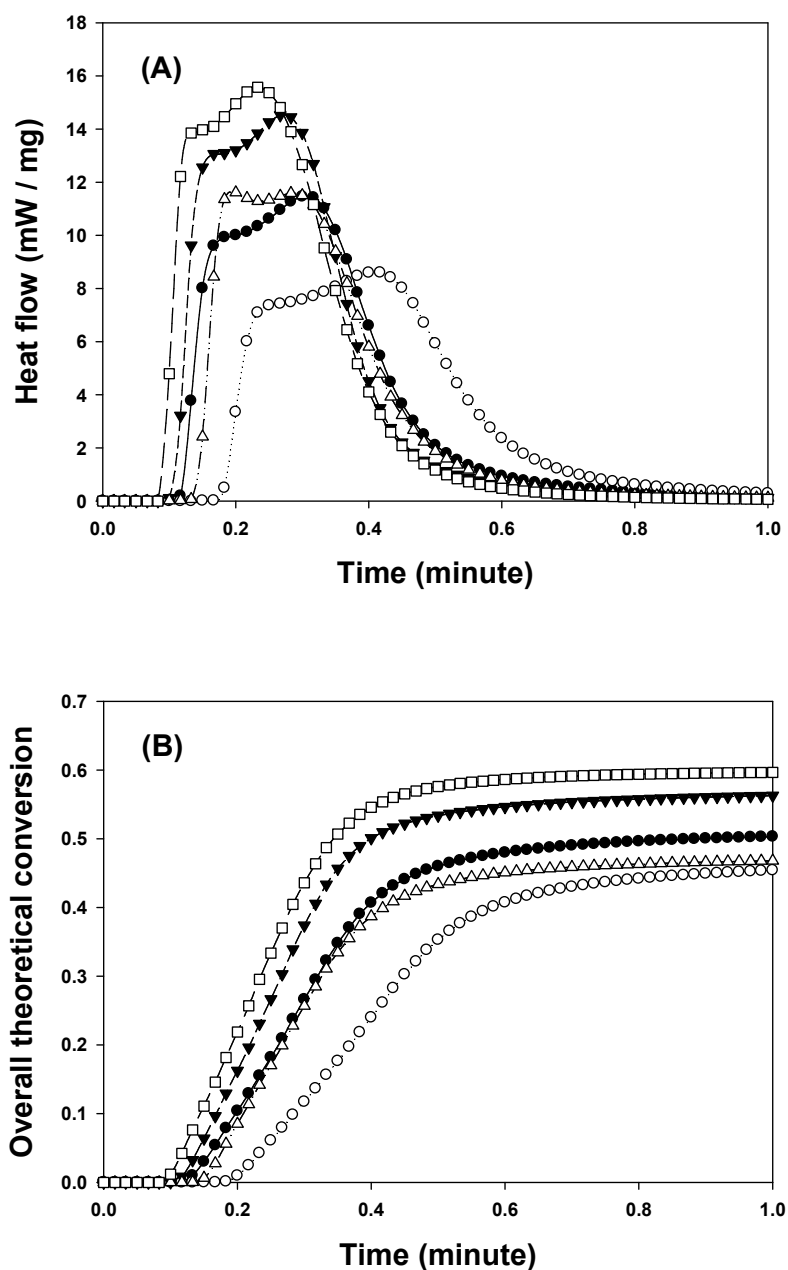 18
16
14
12
10
8
6
4
2
0
(A)
Heat flow (mW / mg)
0.0 0.2 0.4 0.6 0.8 1.0
Time (minute)
0.7
0.6
0.5
0.4
0.3
0.2
0.1
0.0
(B)
Overall theoretical conversion
0.0 0.2 0.4 0.6 0.8 1.0
Time (minute)